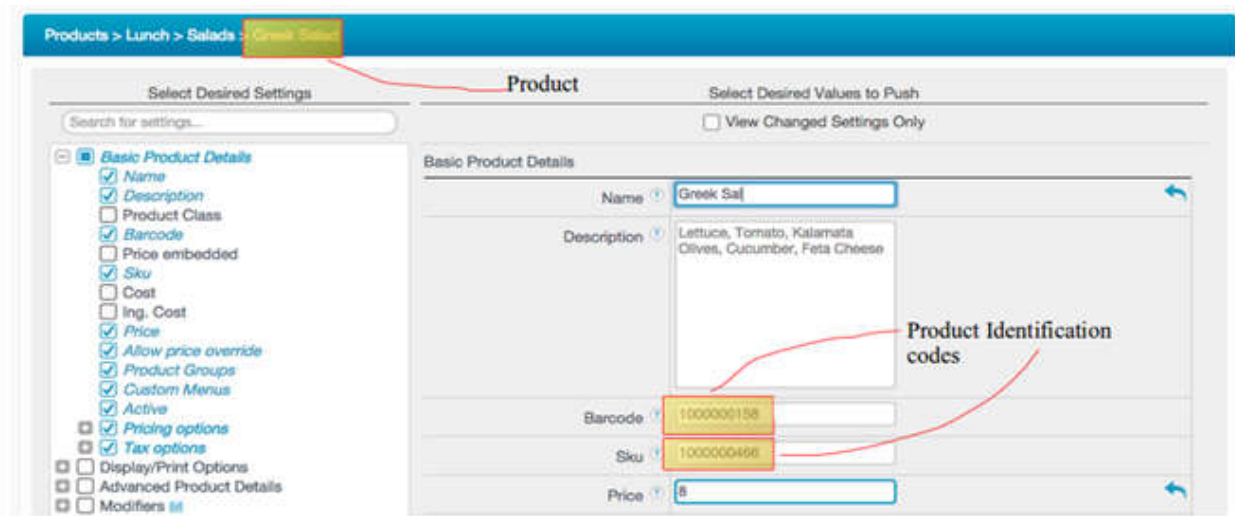 Products > Lunch > Salads > Greek Salad
Product
Select Desired Settings
Select Desired Values to Push
Search for settings...
View Changed Settings Only
Basic Product Details
Name
Description
Product Class
Barcode
Price embedded
Sku
Cost
Ing. Cost
Price
Allow price override
Product Groups
Custom Menus
Active
Pricing options
Tax options
Display/Print Options
Advanced Product Details
Modifiers
Basic Product Details
Name Greek Sal
Description Lettuce, Tomato, Kalamata
Olives, Cucumber, Feta Cheese
Product Identification
codes
Barcode 1000000158
Sku 1000000466
Price 8